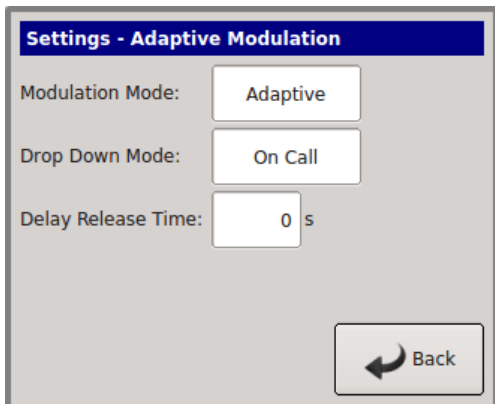 Settings - Adaptive Modulation
Modulation Mode: Adaptive
Drop Down Mode: On Call
Delay Release Time: 0 s
Back